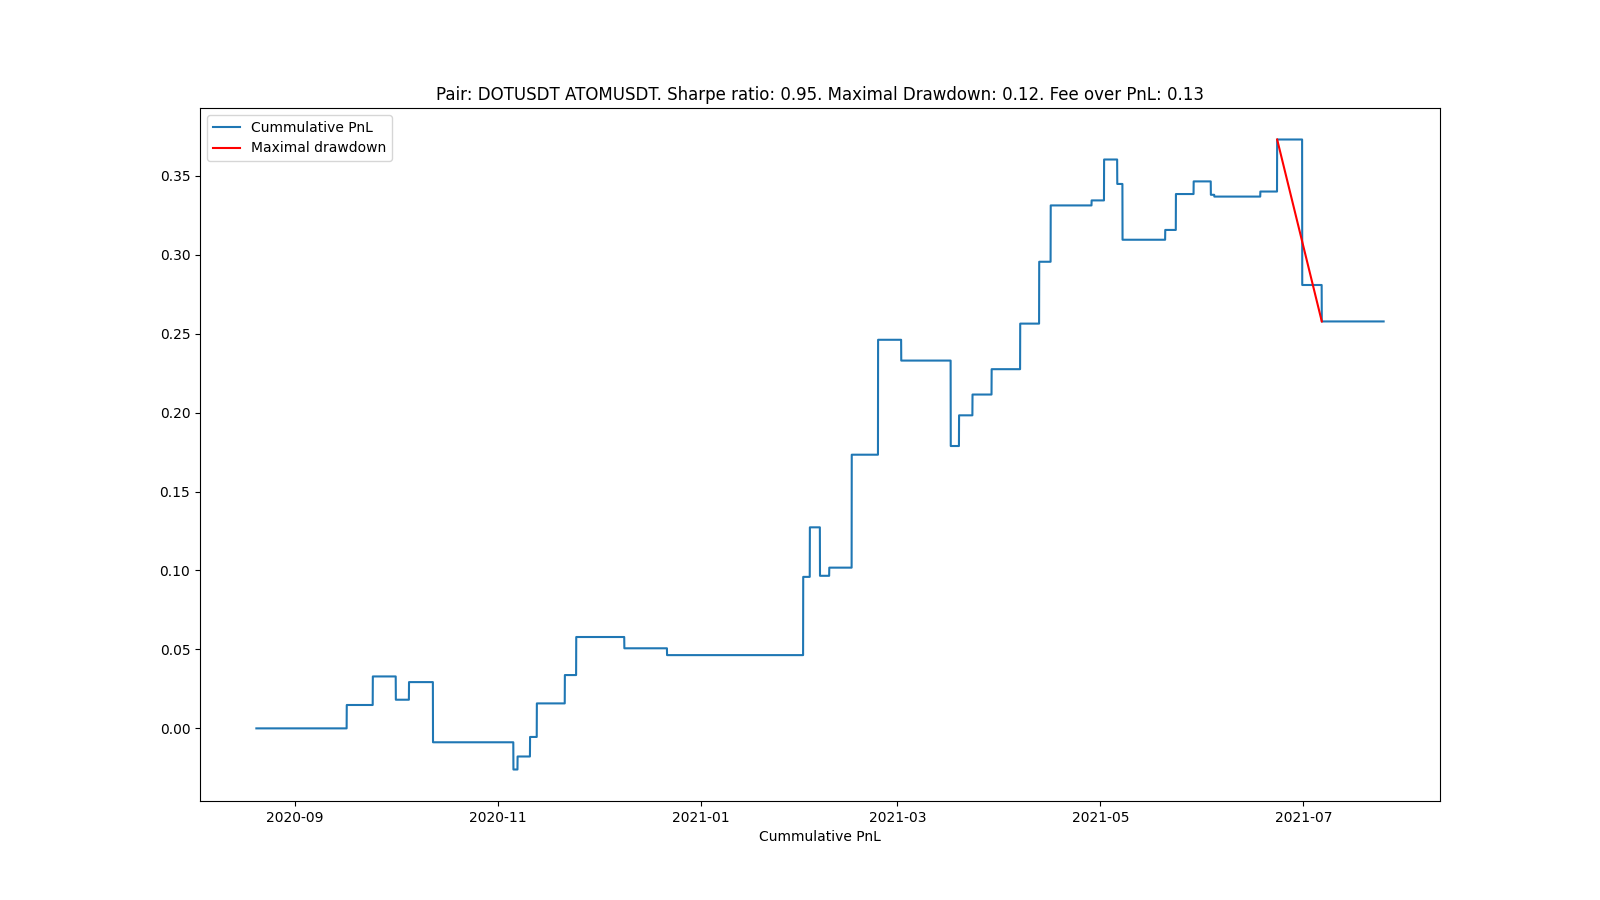 Pair: DOTUSDT ATOMUSDT. Sharpe ratio: 0.95. Maximal Drawdown: 0.12. Fee over PnL: 0.13
Cummulative PnL
Maximal drawdown
0.35
0.30
0.25
0.20
0.15
0.10
0.05
0.00
2020-09 2020-11 2021-01 2021-03 2021-05 2021-07
Cummulative PnL